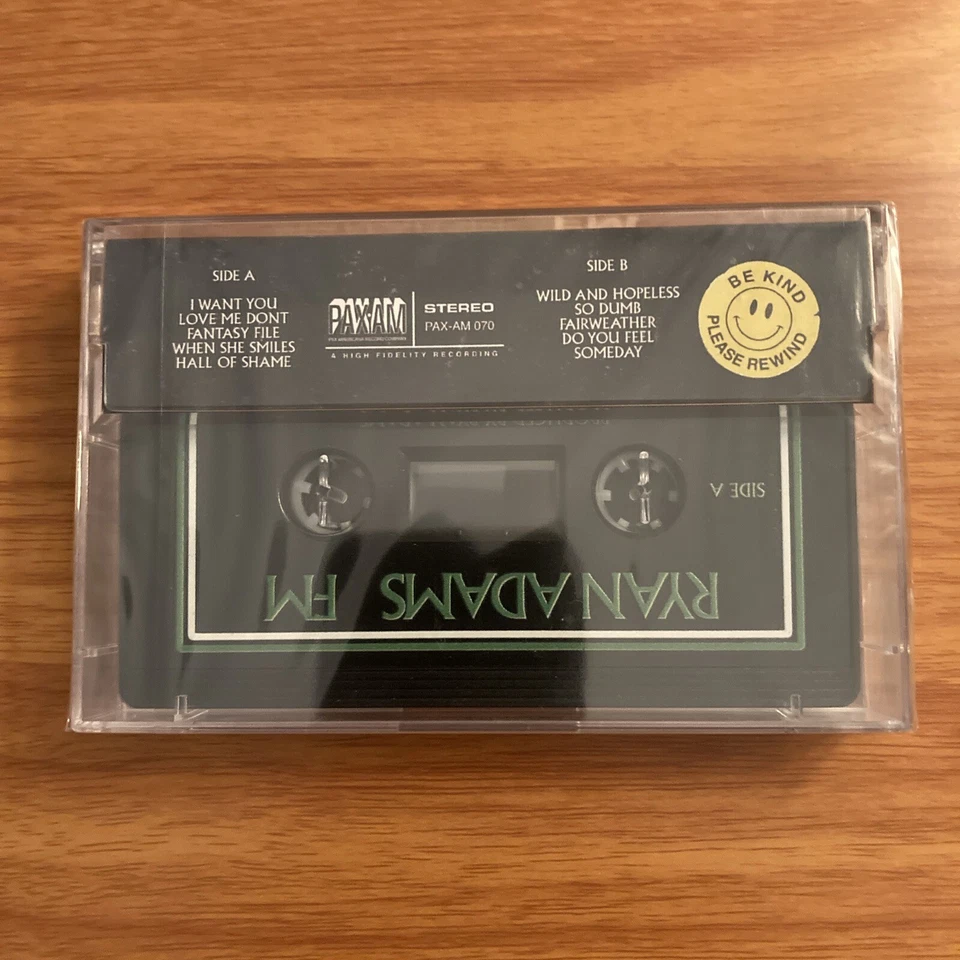 SIDE A
I WANT YOU
LOVE ME DONT
FANTASY FILE
WHEN SHE SMILES
HALL OF SHAME
PAX-AM
STEREO
PAX-AM 070
A HIGH FIDELITY RECORDING
SIDE B
WILD AND HOPELESS
SO DUMB
FAIRWEATHER
DO YOU FEEL
SOMEDAY
BE KIND
PLEASE REWIND
SIDE A
RYAN ADAMS FM